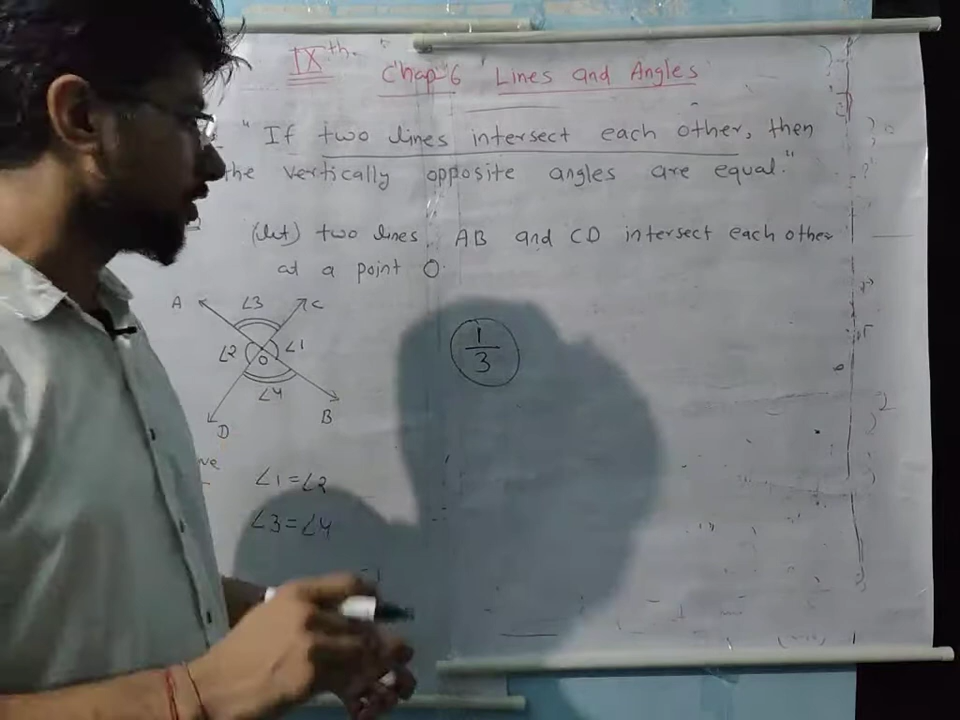 IXth. Chap 6 "Lines and Angles
"If two lines intersect each other, then
the vertically opposite angles are equal."
(let) two lines AB and CD intersect each other
at a point O.
A ∠3 C
∠2 O ∠1
∠4
D B
1
3
∠1=∠2
∠3=∠4